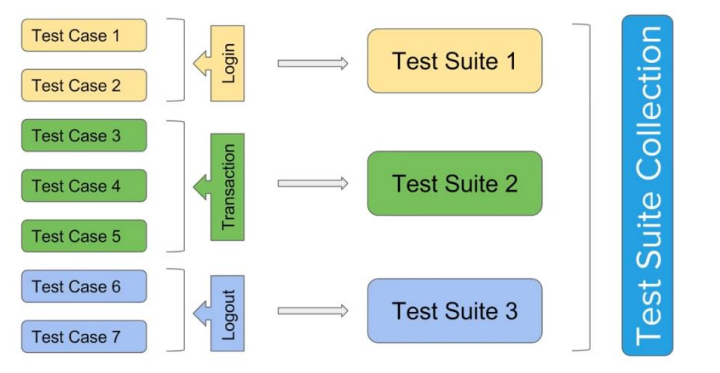 Test Case 1
Test Case 2
Test Case 3
Test Case 4
Test Case 5
Test Case 6
Test Case 7
Login
Transaction
Logout
Test Suite 1
Test Suite 2
Test Suite 3
Test Suite Collection